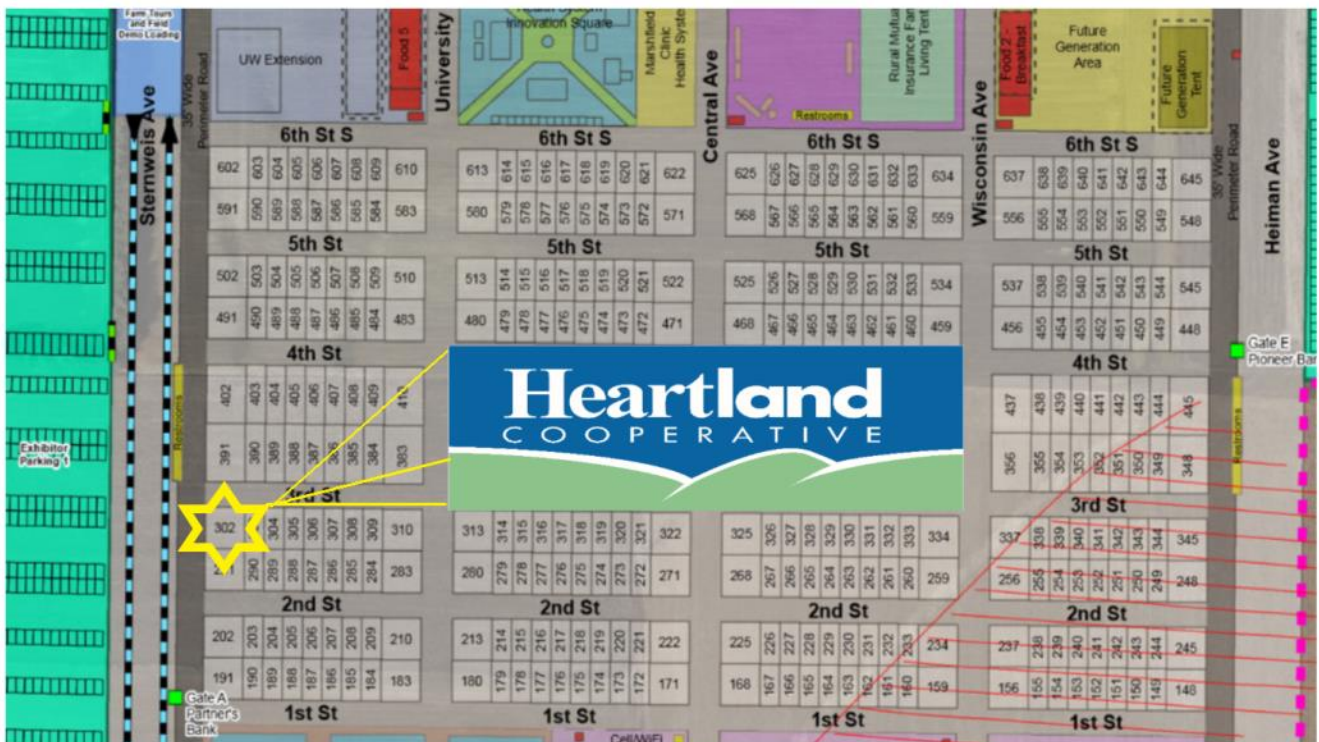 Farm Tours
and Field
Demo Loading
Sternweis Ave
35' Wide
Perimeter Road
UW Extension
Food 5
University
Innovation Square
Marshfield
Clinic
Health System
Central Ave
Rural Mutual
Insurance Family
Living Tent
Restrooms
Wisconsin Ave
Food 2 -
Breakfast
Future
Generation
Area
Future
Generation
Tent
35' Wide
Perimeter Road
Heiman Ave
6th St S
6th St S
6th St S
6th St S
602 603 604 605 606 607 608 609 610
613 614 615 616 617 618 619 620 621 622
625 626 627 628 629 630 631 632 633 634
637 638 639 640 641 642 643 644 645
591 590 589 588 587 586 585 584 583
580 579 578 577 576 575 574 573 572 571
568 567 566 565 564 563 562 561 560 559
556 555 554 553 552 551 550 549 548
5th St
5th St
5th St
5th St
502 503 504 505 506 507 508 509 510
513 514 515 516 517 518 519 520 521 522
525 526 527 528 529 530 531 532 533 534
537 538 539 540 541 542 543 544 545
491 490 489 488 487 486 485 484 483
480 479 478 477 476 475 474 473 472 471
468 467 466 465 464 463 462 461 460 459
456 455 454 453 452 451 450 449 448
4th St
4th St
Gate E
Pioneer Bar
402 403 404 405 406 407 408 409
437 438 439 440 441 442 443 444 445
Restrooms
391 390 389 388 387 386 385 384 383
356 355 354 353 352 351 350 349 348
Restrooms
Exhibitor
Parking 1
Heartland
COOPERATIVE
3rd St
3rd St
302 304 305 306 307 308 309 310
313 314 315 316 317 318 319 320 321 322
325 326 327 328 329 330 331 332 333 334
337 338 339 340 341 342 343 344 345
290 289 288 287 286 285 284 283
280 279 278 277 276 275 274 273 272 271
268 267 266 265 264 263 262 261 260 259
256 255 254 253 252 251 250 249 248
2nd St
2nd St
2nd St
2nd St
202 203 204 205 206 207 208 209 210
213 214 215 216 217 218 219 220 221 222
225 226 227 228 229 230 231 232 233 234
237 238 239 240 241 242 243 244 245
191 190 189 188 187 186 185 184 183
180 179 178 177 176 175 174 173 172 171
168 167 166 165 164 163 162 161 160 159
156 155 154 153 152 151 150 149 148
Gate A
Partner's
Bank
1st St
1st St
1st St
1st St
Cell/WiFi